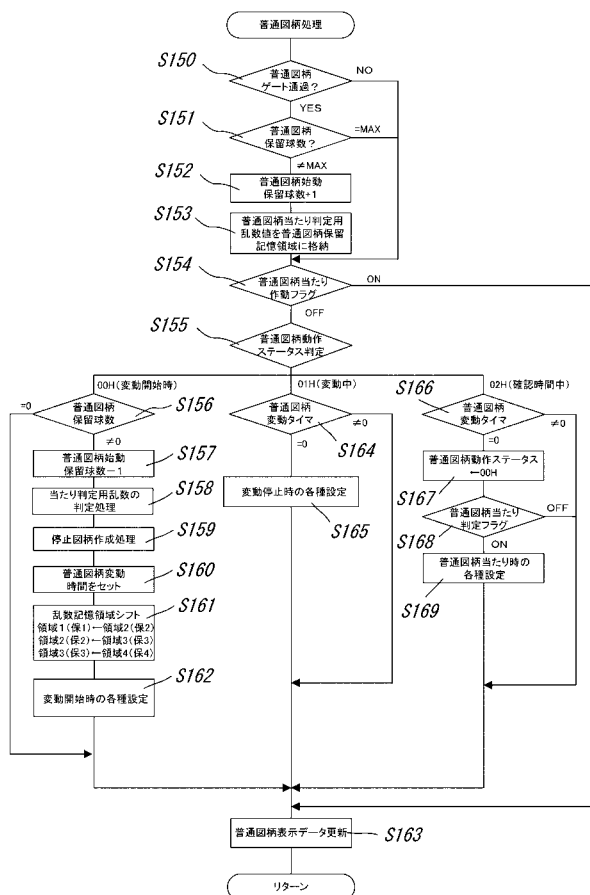 普通図柄処理
S150
普通図柄
ゲート通過?
NO
YES
S151
普通図柄
保留球数?
=MAX
≠MAX
S152
普通図柄始動
保留球数+1
S153
普通図柄当たり判定用
乱数値を普通図柄保留
記憶領域に格納
S154
普通図柄当たり
作動フラグ
ON
OFF
S155
普通図柄動作
ステータス判定
00H(変動開始時)
01H(変動中)
02H(確認時間中)
=0
普通図柄
保留球数
S156
≠0
普通図柄始動
保留球数-1
S157
当たり判定用乱数の
判定処理
S158
停止図柄作成処理
S159
普通図柄変動
時間をセット
S160
乱数記憶領域シフト
領域1(保1)←領域2(保2)
領域2(保2)←領域3(保3)
領域3(保3)←領域4(保4)
S161
変動開始時の各種設定
S162
普通図柄
変動タイマ
≠0
S164
=0
変動停止時の各種設定
S165
S166
普通図柄
変動タイマ
≠0
=0
普通図柄動作ステータス
←00H
S167
普通図柄当たり
判定フラグ
OFF
S168
ON
普通図柄当たり時の
各種設定
S169
普通図柄表示データ更新
S163
リターン